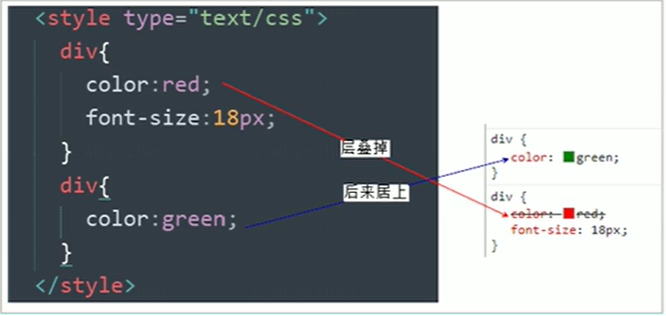 <style type="text/css">
div{
color:red;
font-size:18px;
}
div{
color:green;
}
</style>
层叠掉
后来居上
div {
color: green;
}
div {
color: red;
font-size: 18px;
}